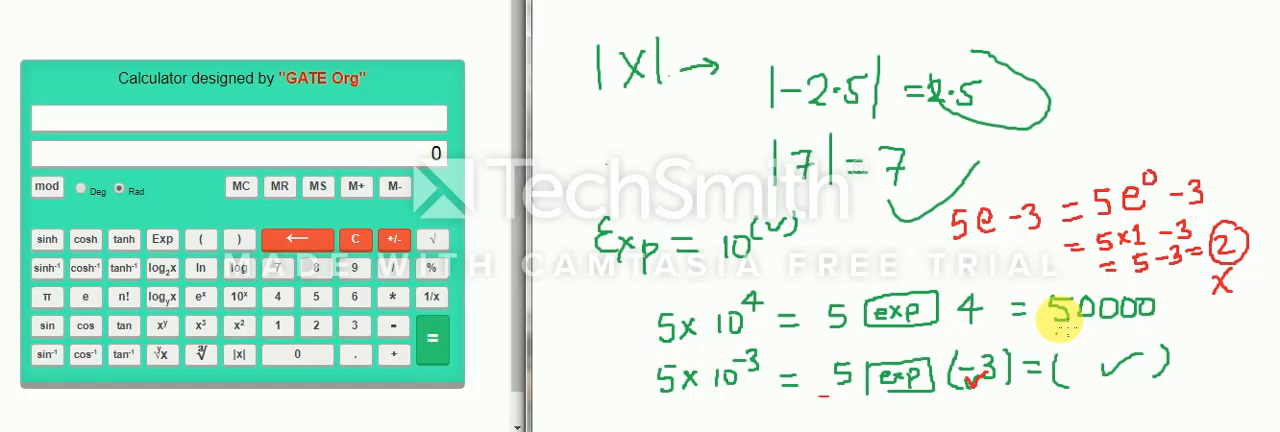 Calculator designed by "GATE Org"
0
mod Deg Rad MC MR MS M+ M-
sinh cosh tanh Exp ( ) ← C +/- √
sinh⁻¹ cosh⁻¹ tanh⁻¹ log₂x ln log 7 8 9 %
π e n! logᵧx eˣ 10ˣ 4 5 6 * 1/x
sin cos tan xʸ x³ x² 1 2 3 - =
sin⁻¹ cos⁻¹ tan⁻¹ ʸ√x ³√ |x| 0 . +
|x| →
|-2.5| = 2.5
|7| = 7
Exp = 10^(✓)
5e-3 = 5e⁰ - 3
= 5×1 - 3
= 5-3 = 2
x
5 × 10⁴ = 5 exp 4 = 50000
5 × 10⁻³ = 5 exp (-3) = ( ✓ )
TechSmith
MADE WITH CAMTASIA FREE TRIAL